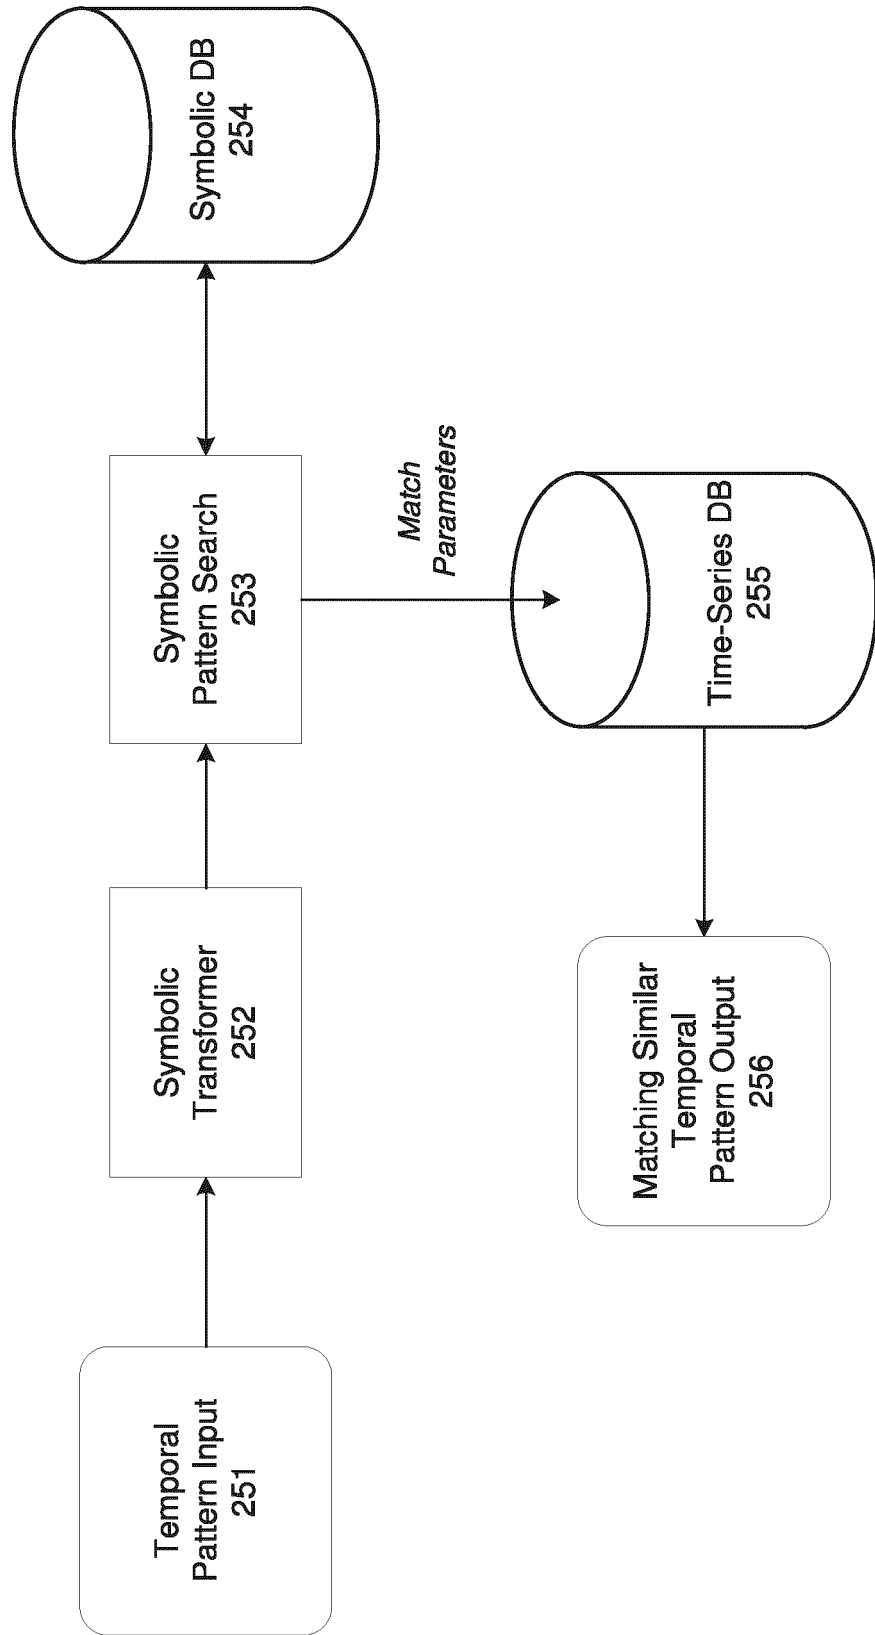 Temporal
Pattern Input
251
Symbolic
Transformer
252
Symbolic
Pattern Search
253
Symbolic DB
254
Match
Parameters
Time-Series DB
255
Matching Similar
Temporal
Pattern Output
256